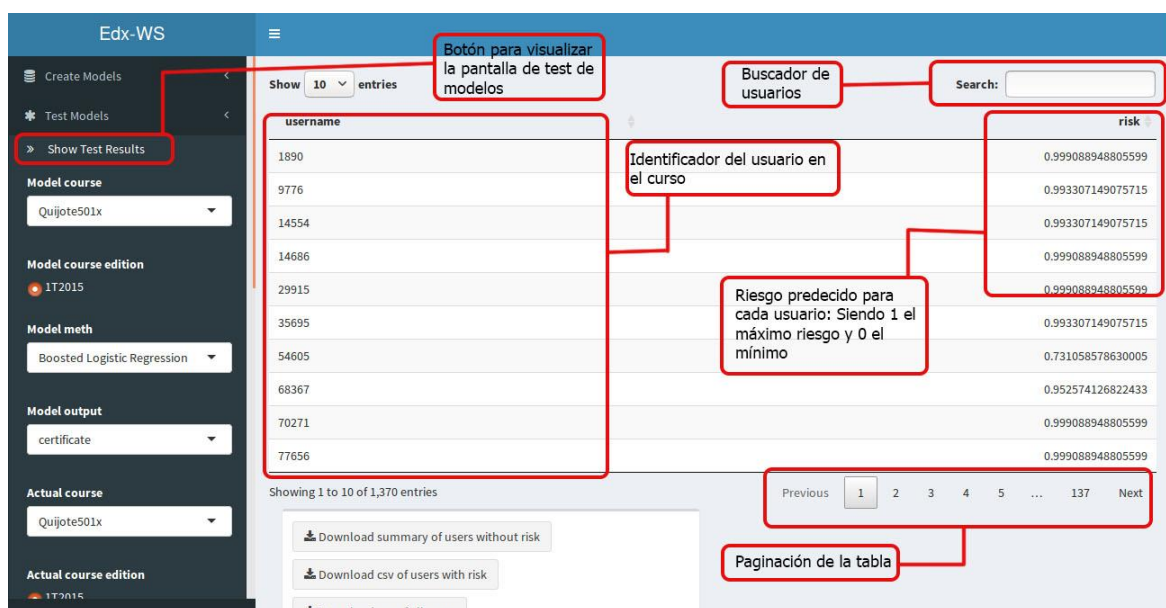 Edx-WS
Create Models
Test Models
Show Test Results
Model course
Quijote501x
Model course edition
1T2015
Model meth
Boosted Logistic Regression
Model output
certificate
Actual course
Quijote501x
Actual course edition
1T2015
Botón para visualizar
la pantalla de test de
modelos
Show 10 entries
Buscador de
usuarios
Search:
username risk
1890 0.999088948805599
9776 0.993307149075715
14554 0.993307149075715
14686 0.999088948805599
29915 0.999088948805599
35695 0.993307149075715
54605 0.731058578630005
68367 0.952574126822433
70271 0.999088948805599
77656 0.999088948805599
Identificador del usuario en
el curso
Riesgo predecido para
cada usuario: Siendo 1 el
máximo riesgo y 0 el
mínimo
Showing 1 to 10 of 1,370 entries
Previous 1 2 3 4 5 ... 137 Next
Paginación de la tabla
Download summary of users without risk
Download csv of users with risk